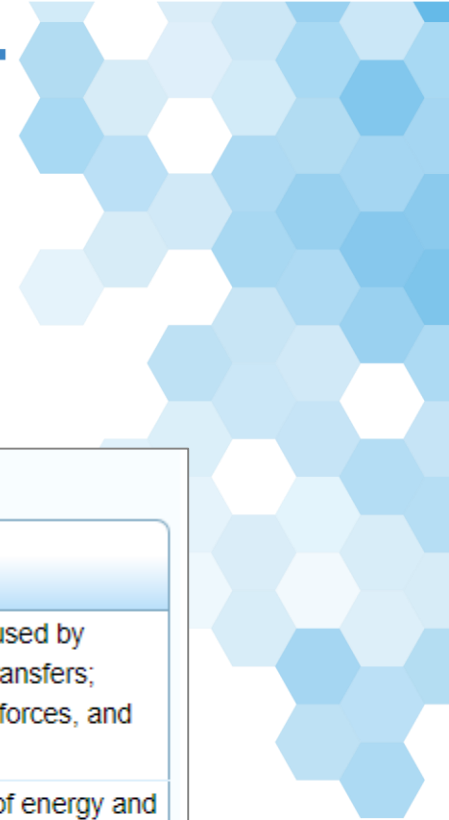 used by
ansfers;
forces, and
of energy and